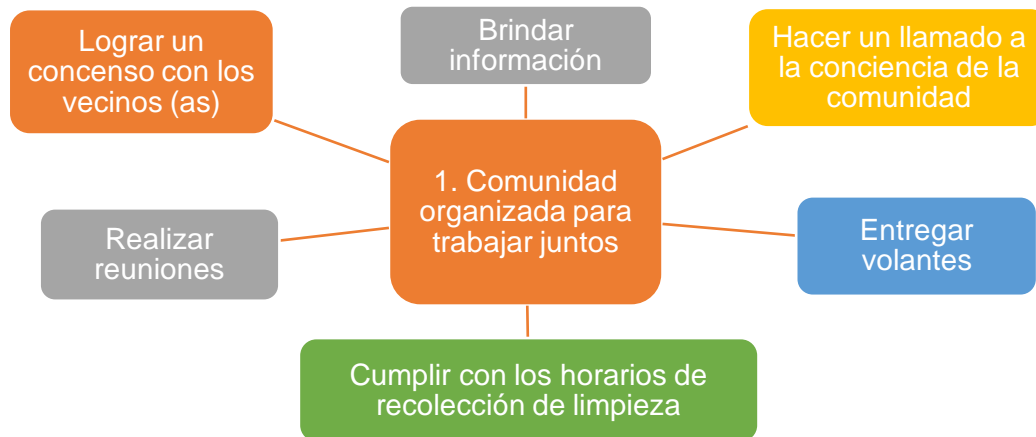 Lograr un
concenso con los
vecinos (as)
Brindar
información
Hacer un llamado a
la conciencia de la
comunidad
1. Comunidad
organizada para
trabajar juntos
Realizar
reuniones
Entregar
volantes
Cumplir con los horarios de
recolección de limpieza